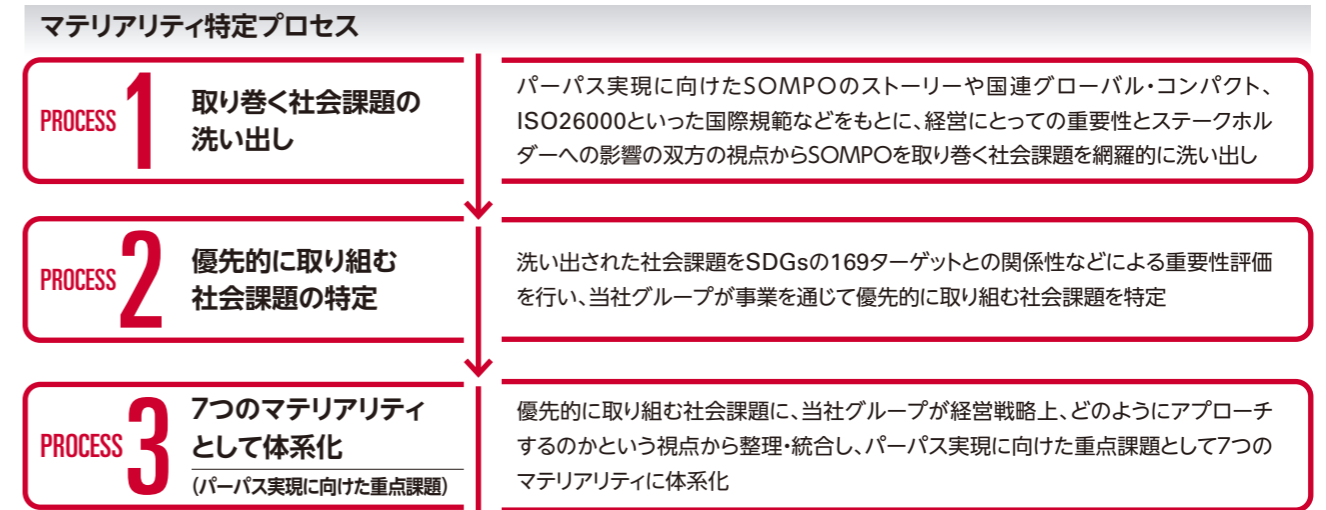 マテリアリティ特定プロセス
PROCESS 1
取り巻く社会課題の
洗い出し
パーパス実現に向けたSOMPOのストーリーや国連グローバル・コンパクト、
ISO26000といった国際規範などをもとに、経営にとっての重要性とステークホル
ダーへの影響の双方の視点からSOMPOを取り巻く社会課題を網羅的に洗い出し
PROCESS 2
優先的に取り組む
社会課題の特定
洗い出された社会課題をSDGsの169ターゲットとの関係性などによる重要性評価
を行い、当社グループが事業を通じて優先的に取り組む社会課題を特定
PROCESS 3
7つのマテリアリティ
として体系化
(パーパス実現に向けた重点課題)
優先的に取り組む社会課題に、当社グループが経営戦略上、どのようにアプローチ
するのかという視点から整理・統合し、パーパス実現に向けた重点課題として7つの
マテリアリティに体系化